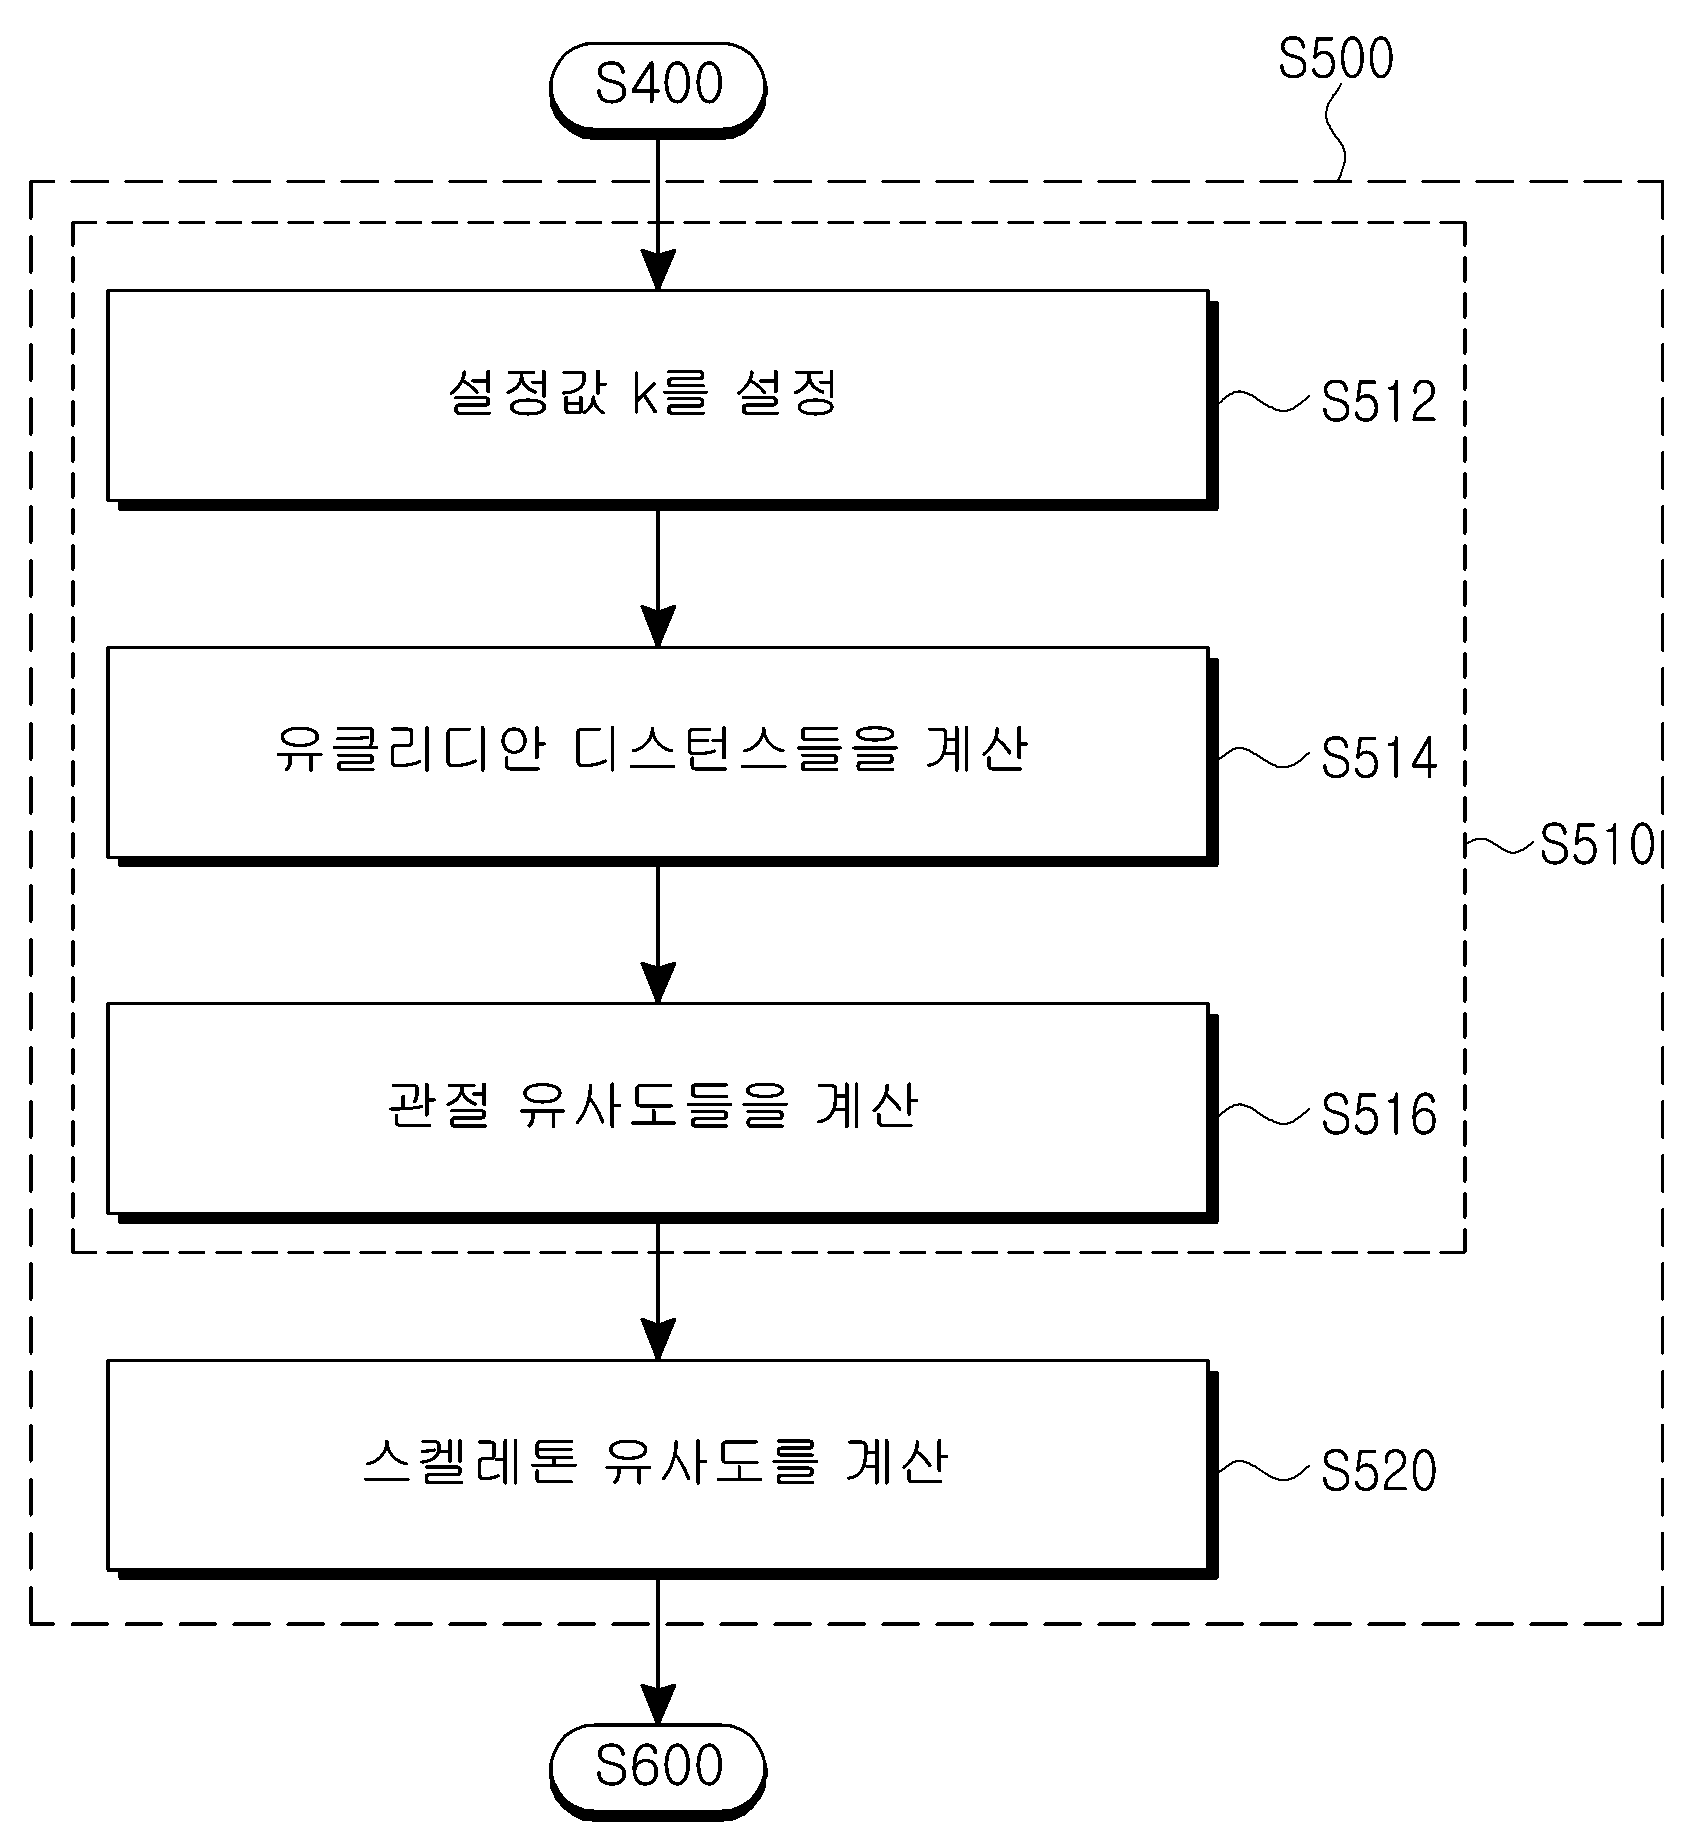 S400
S500
설정값 k를 설정
S512
유클리디안 디스턴스들을 계산
S514
S510
관절 유사도들을 계산
S516
스켈레톤 유사도를 계산
S520
S600